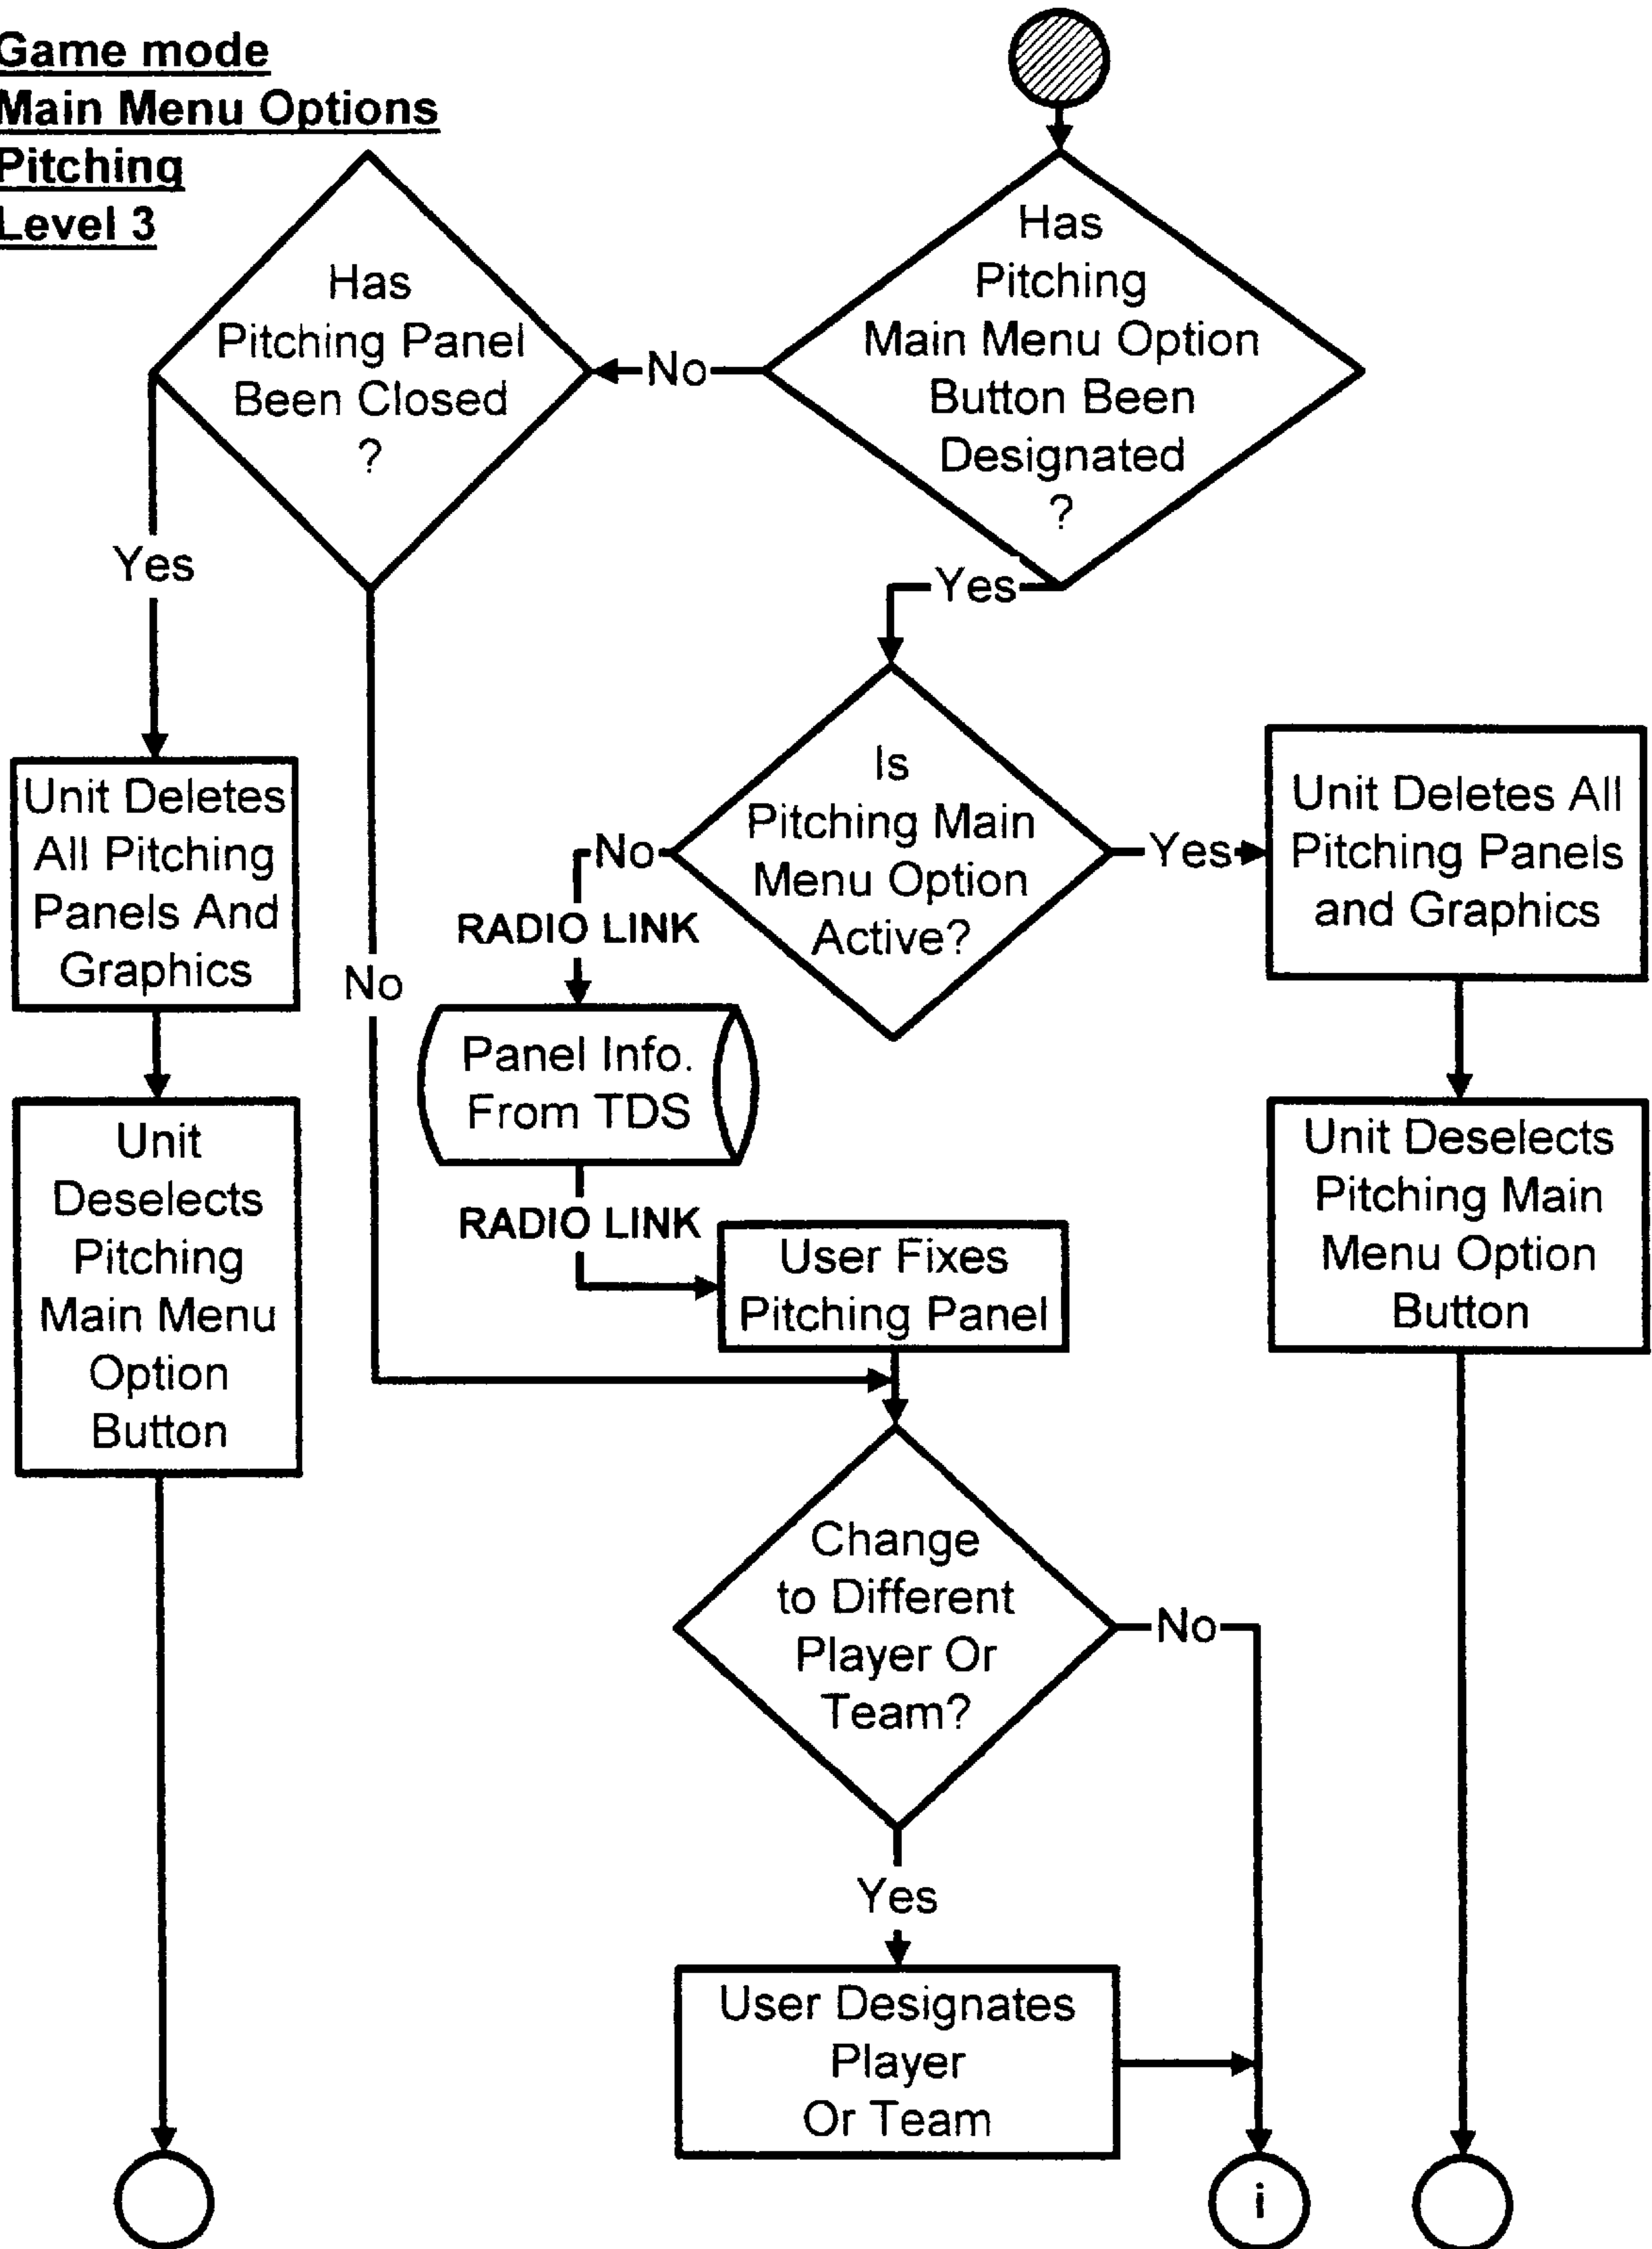 Game mode
Main Menu Options
Pitching
Level 3
Has
Pitching
Main Menu Option
Button Been
Designated
?
Has
Pitching Panel
Been Closed
?
No
Yes
Yes
Is
Pitching Main
Menu Option
Active?
No
Yes
Unit Deletes All
Pitching Panels
and Graphics
Unit Deletes
All Pitching
Panels And
Graphics
RADIO LINK
No
Panel Info.
From TDS
RADIO LINK
Unit
Deselects
Pitching
Main Menu
Option
Button
Unit Deselects
Pitching Main
Menu Option
Button
User Fixes
Pitching Panel
Change
to Different
Player Or
Team?
No
Yes
User Designates
Player
Or Team
i